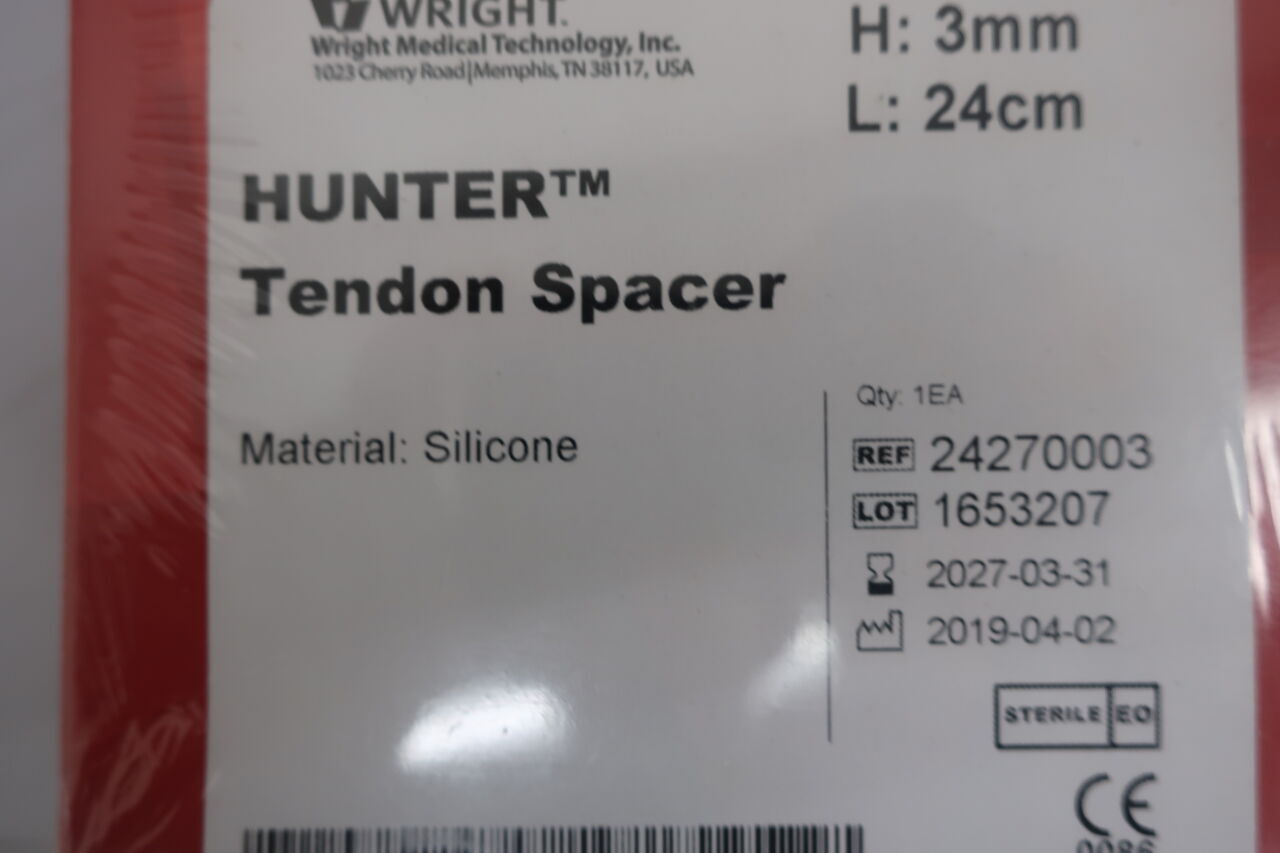 WRIGHT.
Wright Medical Technology, Inc.
1023 Cherry Road|Memphis, TN 38117, USA
H: 3mm
L: 24cm
HUNTER™
Tendon Spacer
Material: Silicone
Qty: 1EA
REF 24270003
LOT 1653207
2027-03-31
2019-04-02
STERILE EO
CE
0086